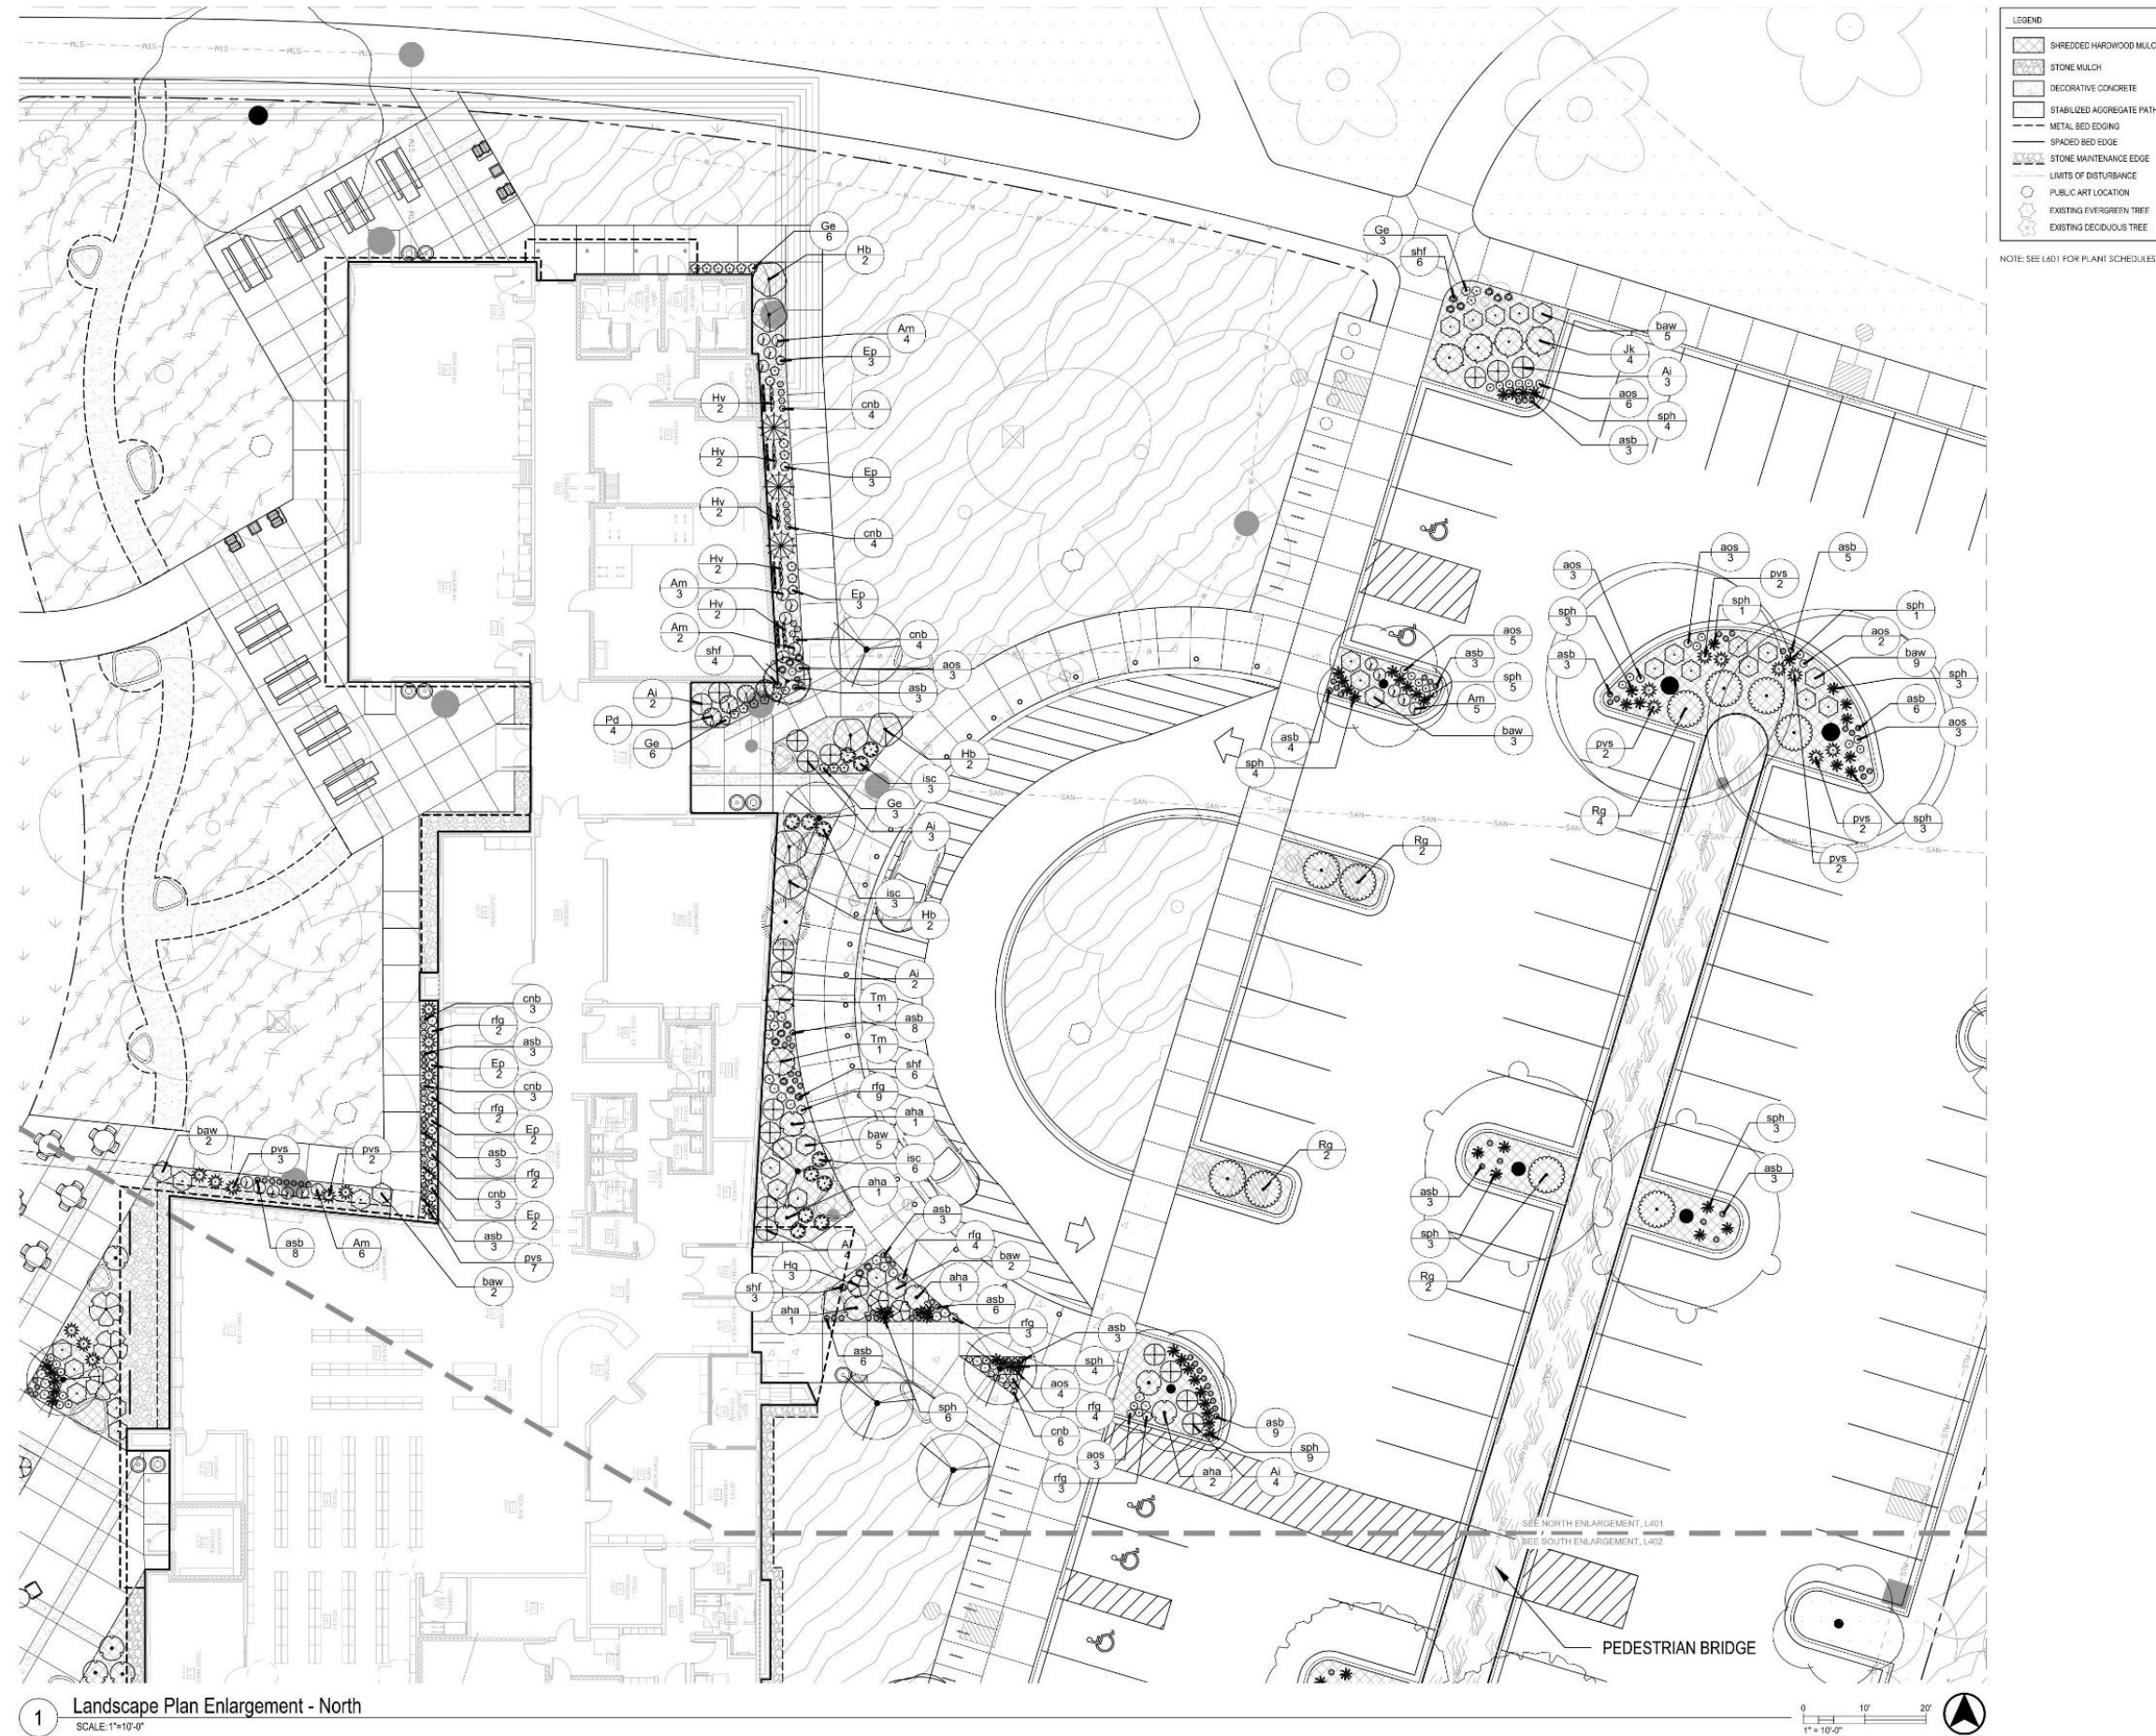 LEGEND
SHREDDED HARDWOOD MULC
STONE MULCH
DECORATIVE CONCRETE
STABILIZED AGGREGATE PATH
METAL BED EDGING
SPADED BED EDGE
STONE MAINTENANCE EDGE
LIMITS OF DISTURBANCE
PUBLIC ART LOCATION
EXISTING EVERGREEN TREE
EXISTING DECIDUOUS TREE
NOTE: SEE L601 FOR PLANT SCHEDULES
Ge
6
Hb
2
Am
4
Ep
3
Hv
2
cnb
4
Hv
2
Ep
3
Hv
2
cnb
4
Hv
2
Am
3
Ep
3
Hv
2
Am
2
cnb
4
shf
4
aos
3
Ai
2
asb
3
Pd
4
Ge
6
Hb
2
isc
3
Ge
3
Ai
3
isc
3
Hb
2
Ai
2
Tm
1
asb
8
Tm
1
shf
6
rfg
9
aha
1
baw
5
isc
6
aha
1
asb
3
Ai
4
rfg
4
baw
2
Hq
3
aha
1
shf
3
asb
6
aha
1
rfg
3
asb
6
sph
6
asb
3
sph
4
aos
4
rfg
4
cnb
6
aos
3
rfg
3
aha
2
Ai
4
sph
9
asb
9
Ge
3
shf
6
baw
5
Jk
4
Ai
3
aos
6
sph
4
asb
3
aos
5
asb
3
sph
5
Am
5
baw
3
asb
4
sph
4
aos
3
aos
3
pvs
2
asb
5
sph
1
sph
3
sph
1
aos
2
asb
3
baw
9
sph
3
asb
6
aos
3
pvs
2
Rg
4
pvs
2
sph
3
pvs
2
Rg
2
Rg
2
asb
3
sph
3
Rg
2
sph
3
asb
3
cnb
3
rfg
2
asb
3
Ep
2
cnb
3
rfg
2
Ep
2
asb
3
rfg
2
cnb
3
Ep
2
asb
3
pvs
7
baw
2
pvs
3
pvs
2
asb
8
Am
6
baw
2
SAN
SAN
SAN
SAN
SAN
SAN
SAN
SEE NORTH ENLARGEMENT, L401
SEE SOUTH ENLARGEMENT, L402
PEDESTRIAN BRIDGE
1
Landscape Plan Enlargement - North
SCALE:1"=10'-0"
0 10' 20'
1" = 10'-0"